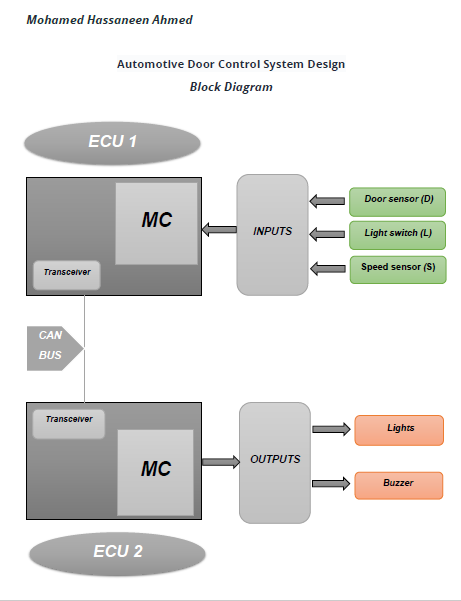 Mohamed Hassaneen Ahmed
Automotive Door Control System Design
Block Diagram
ECU 1
MC
Transceiver
INPUTS
Door sensor (D)
Light switch (L)
Speed sensor (S)
CAN
BUS
Transceiver
MC
OUTPUTS
Lights
Buzzer
ECU 2